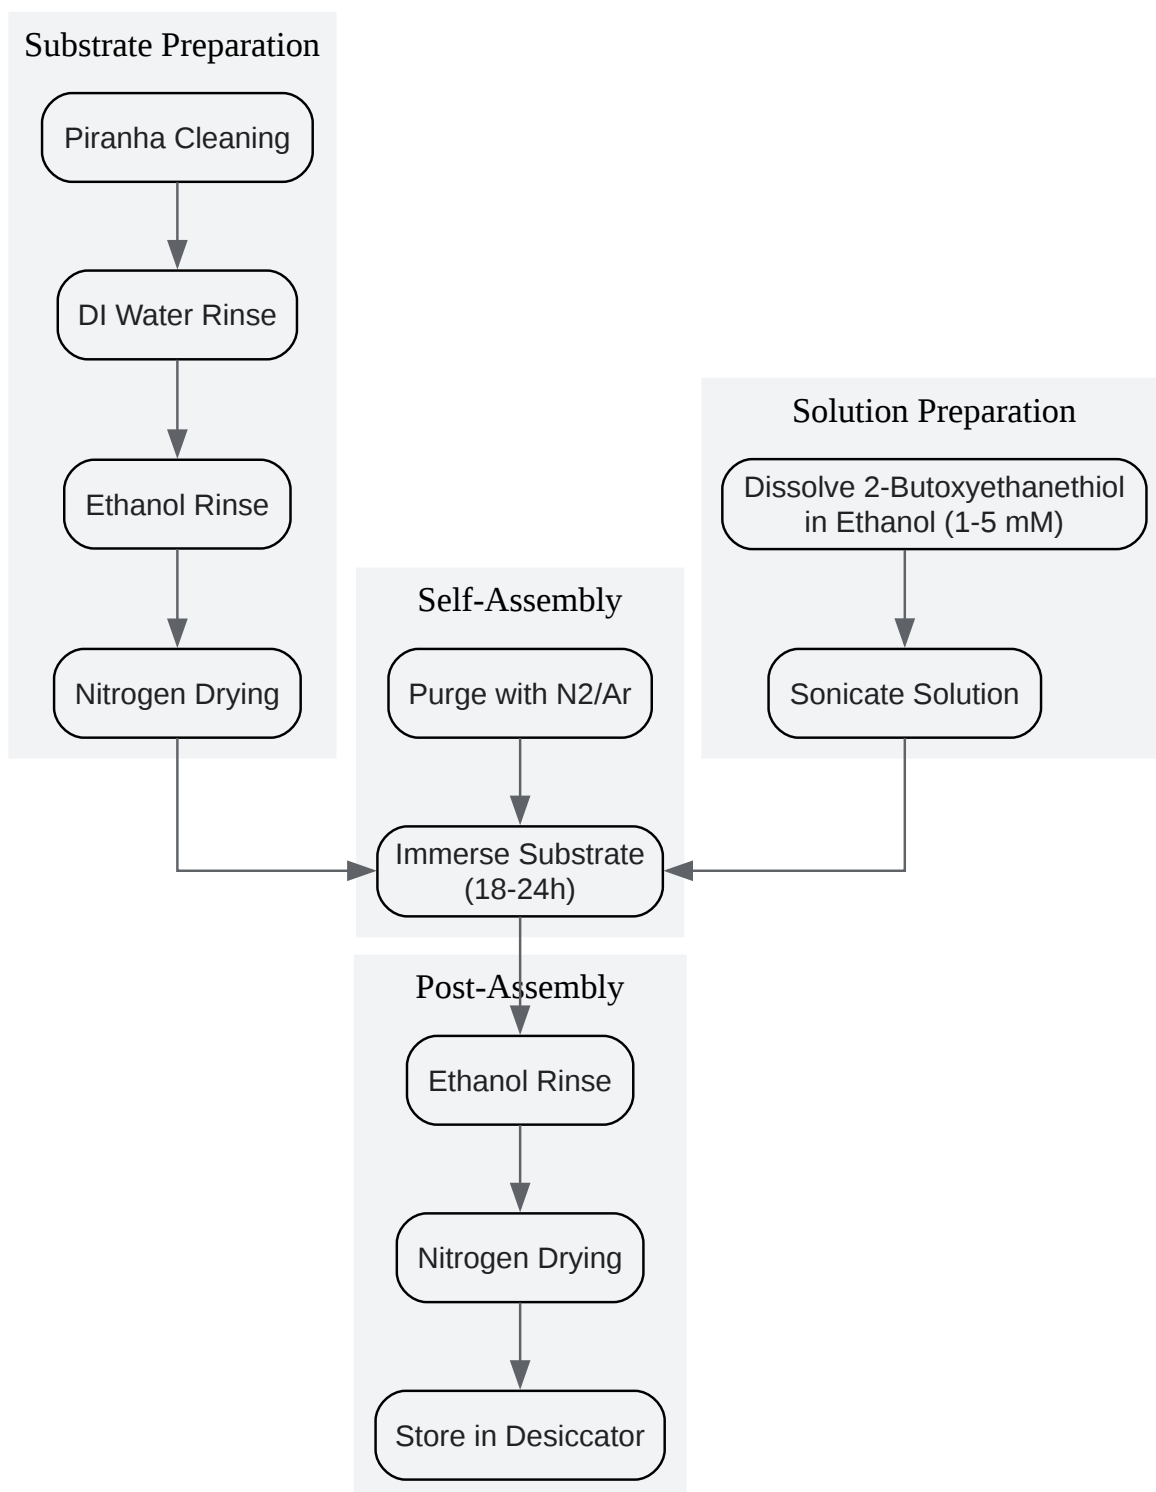 Substrate Preparation
Piranha Cleaning
DI Water Rinse
Ethanol Rinse
Nitrogen Drying
Solution Preparation
Dissolve 2-Butoxyethanethiol
in Ethanol (1-5 mM)
Sonicate Solution
Self-Assembly
Purge with N2/Ar
Immerse Substrate
(18-24h)
Post-Assembly
Ethanol Rinse
Nitrogen Drying
Store in Desiccator